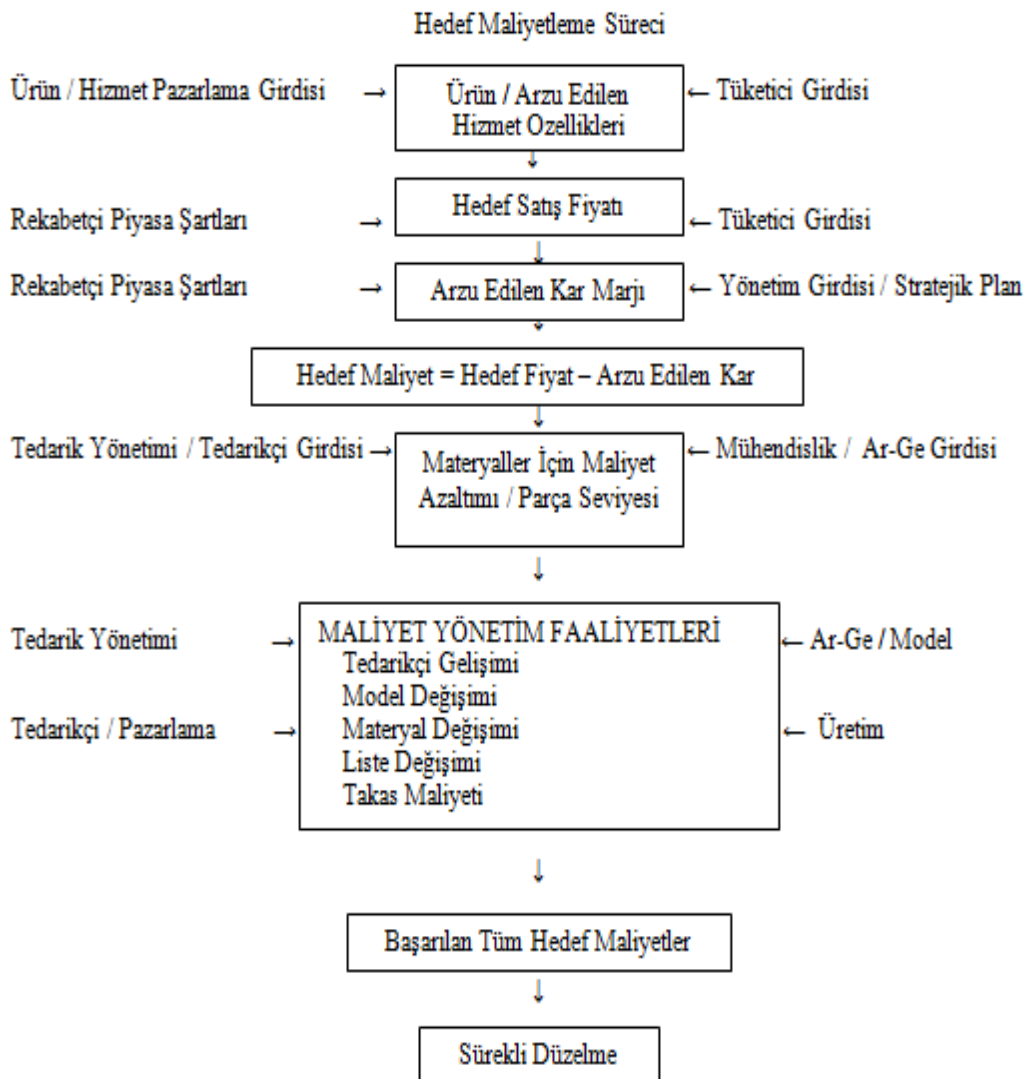 Hedef Maliyetleme Süreci
Ürün / Hizmet Pazarlama Girdisi → Ürün / Arzu Edilen ← Tüketici Girdisi
Hizmet Ozellikleri
↓
Hedef Satış Fiyatı
Rekabetçi Piyasa Şartları → ← Tüketici Girdisi
↓
Rekabetçi Piyasa Şartları → Arzu Edilen Kar Marjı ← Yönetim Girdisi / Stratejik Plan
↓
Hedef Maliyet = Hedef Fiyat – Arzu Edilen Kar
↓
Tedarik Yönetimi / Tedarikçi Girdisi → Materyaller İçin Maliyet ← Mühendislik / Ar-Ge Girdisi
Azaltımı / Parça Seviyesi
↓
Tedarik Yönetimi → MALİYET YÖNETİM FAALİYETLERİ ← Ar-Ge / Model
Tedarikçi Gelişimi
Model Değişimi
Tedarikçi / Pazarlama → Materyal Değişimi ← Üretim
Liste Değişimi
Takas Maliyeti
↓
Başarılan Tüm Hedef Maliyetler
↓
Sürekli Düzelme